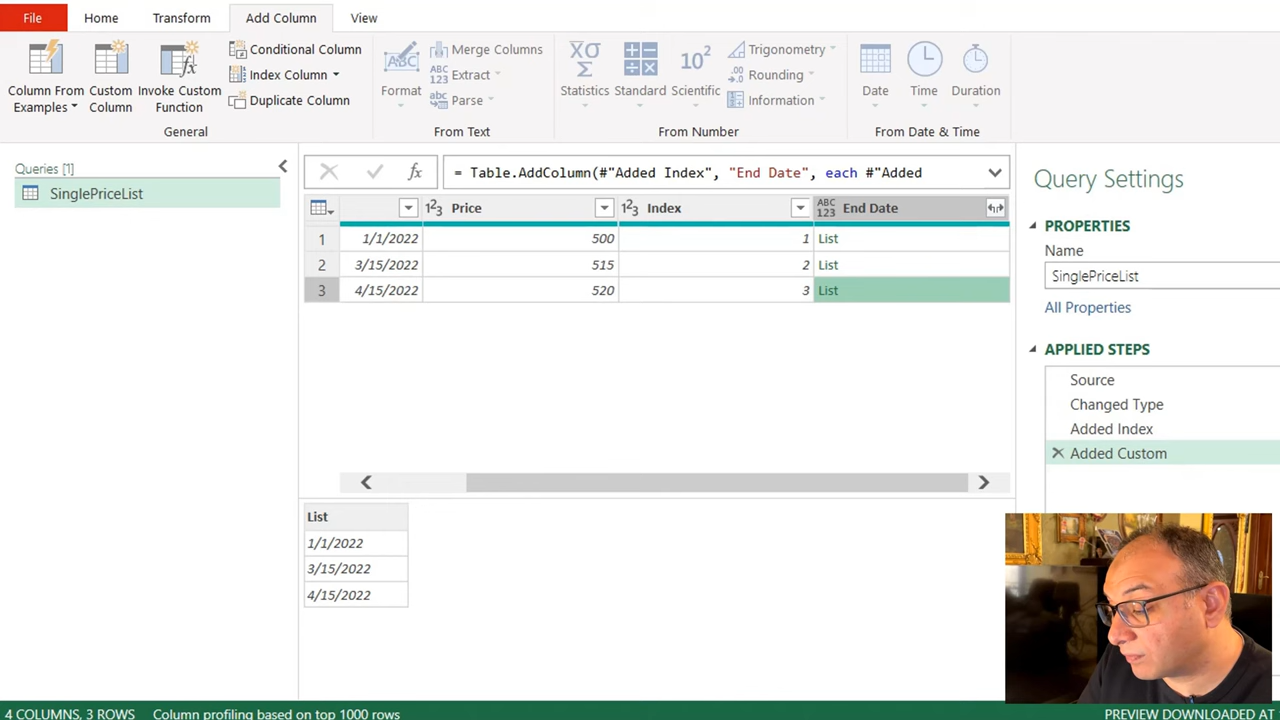 File Home Transform Add Column View
Column From Examples
Custom Column
Invoke Custom Function
Conditional Column
Index Column
Duplicate Column
General
Format
Merge Columns
Extract
Parse
From Text
Statistics
Standard
Scientific
Trigonometry
Rounding
Information
From Number
Date
Time
Duration
From Date & Time
Queries [1]
SinglePriceList
fx = Table.AddColumn(#"Added Index", "End Date", each #"Added
Price Index End Date
1 1/1/2022 500 1 List
2 3/15/2022 515 2 List
3 4/15/2022 520 3 List
List
1/1/2022
3/15/2022
4/15/2022
Query Settings
PROPERTIES
Name
SinglePriceList
All Properties
APPLIED STEPS
Source
Changed Type
Added Index
Added Custom
4 COLUMNS, 3 ROWS Column profiling based on top 1000 rows
PREVIEW DOWNLOADED AT